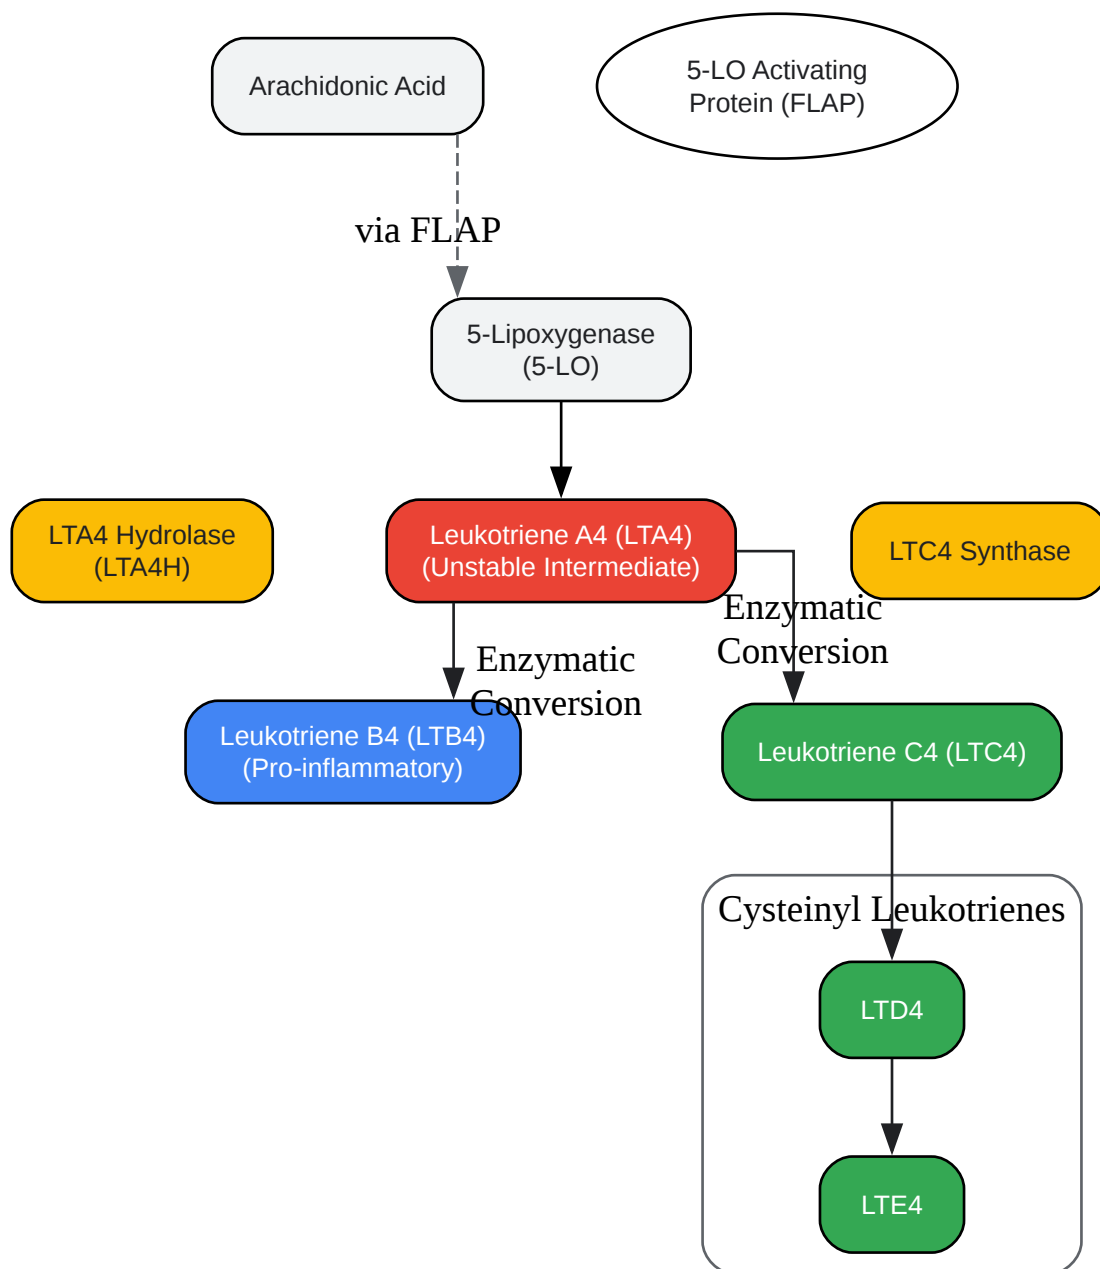 Arachidonic Acid
5-LO Activating
Protein (FLAP)
via FLAP
5-Lipoxygenase
(5-LO)
LTA4 Hydrolase
(LTA4H)
Leukotriene A4 (LTA4)
(Unstable Intermediate)
LTC4 Synthase
Enzymatic
Conversion
Enzymatic
Conversion
Leukotriene B4 (LTB4)
(Pro-inflammatory)
Leukotriene C4 (LTC4)
Cysteinyl Leukotrienes
LTD4
LTE4